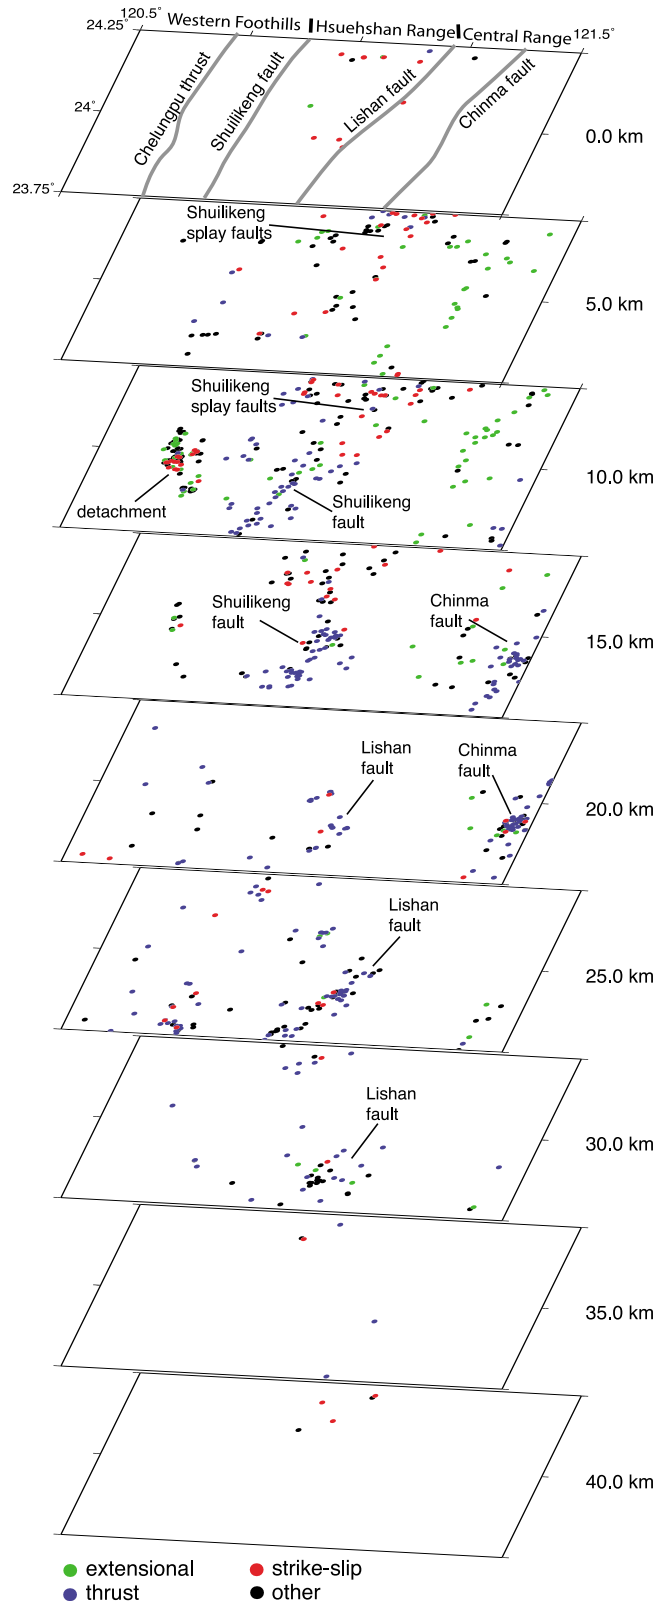 120.5°
24.25°
Western Foothills
Hsuehshan Range
Central Range
121.5°
Chelungpu thrust
Shuilikeng fault
Lishan fault
Chinma fault
24°
23.75°
0.0 km
Shuilikeng
splay faults
5.0 km
Shuilikeng
splay faults
10.0 km
detachment
Shuilikeng
fault
Shuilikeng
fault
Chinma
fault
15.0 km
Lishan
fault
Chinma
fault
20.0 km
Lishan
fault
25.0 km
Lishan
fault
30.0 km
35.0 km
40.0 km
extensional
strike-slip
thrust
other